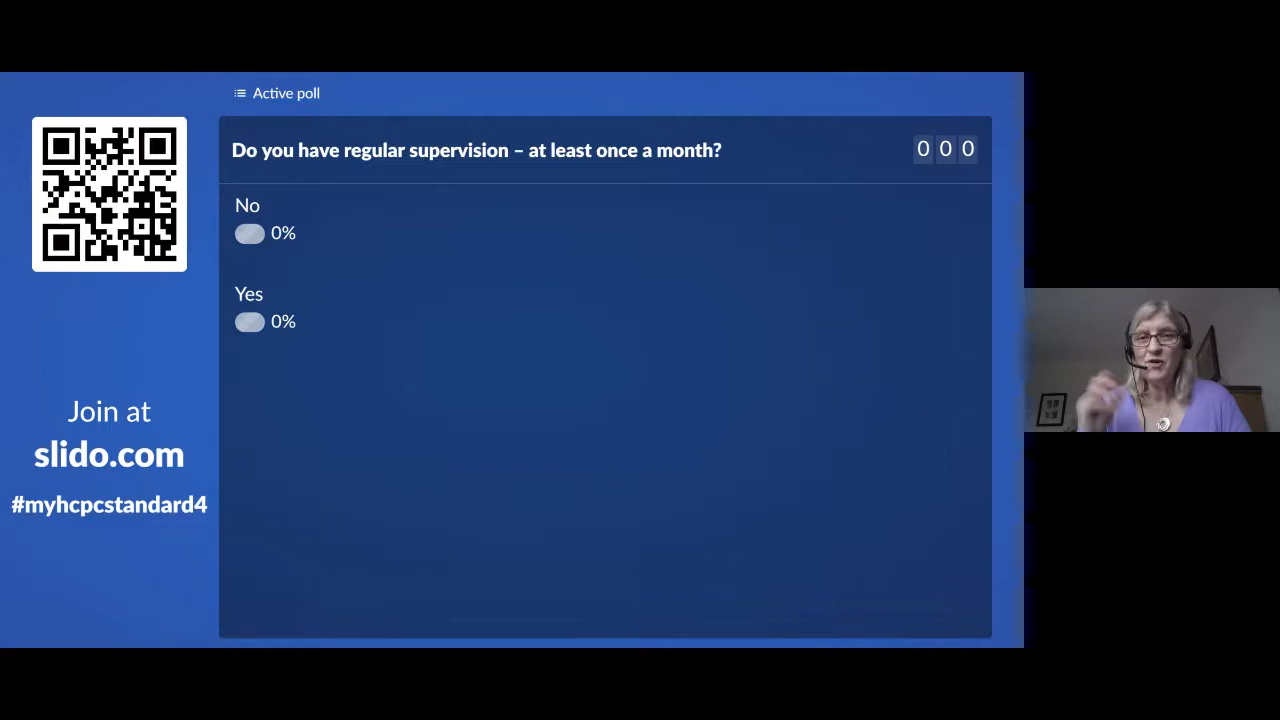 Active poll
Do you have regular supervision – at least once a month?
0 0 0
No
0%
Yes
0%
Join at
slido.com
#myhcpcstandard4